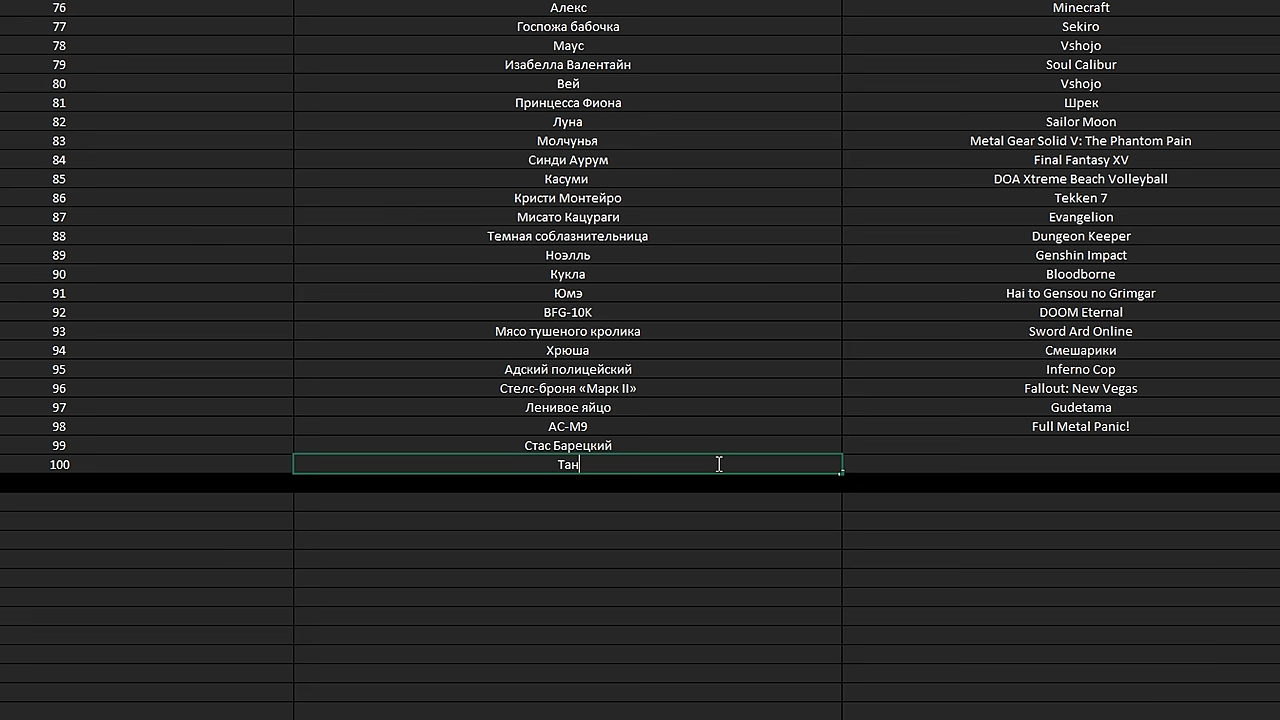 76 Алекс Minecraft
77 Госпожа бабочка Sekiro
78 Маус Vshojo
79 Изабелла Валентайн Soul Calibur
80 Вей Vshojo
81 Принцесса Фиона Шрек
82 Луна Sailor Moon
83 Молчунья Metal Gear Solid V: The Phantom Pain
84 Синди Аурум Final Fantasy XV
85 Касуми DOA Xtreme Beach Volleyball
86 Кристи Монтейро Tekken 7
87 Мисато Кацураги Evangelion
88 Темная соблазнительница Dungeon Keeper
89 Ноэлль Genshin Impact
90 Кукла Bloodborne
91 Юмэ Hai to Gensou no Grimgar
92 BFG-10K DOOM Eternal
93 Мясо тушеного кролика Sword Ard Online
94 Хрюша Смешарики
95 Адский полицейский Inferno Cop
96 Стелс-броня «Марк II» Fallout: New Vegas
97 Ленивое яйцо Gudetama
98 АС-М9 Full Metal Panic!
99 Стас Барецкий
100 Тан